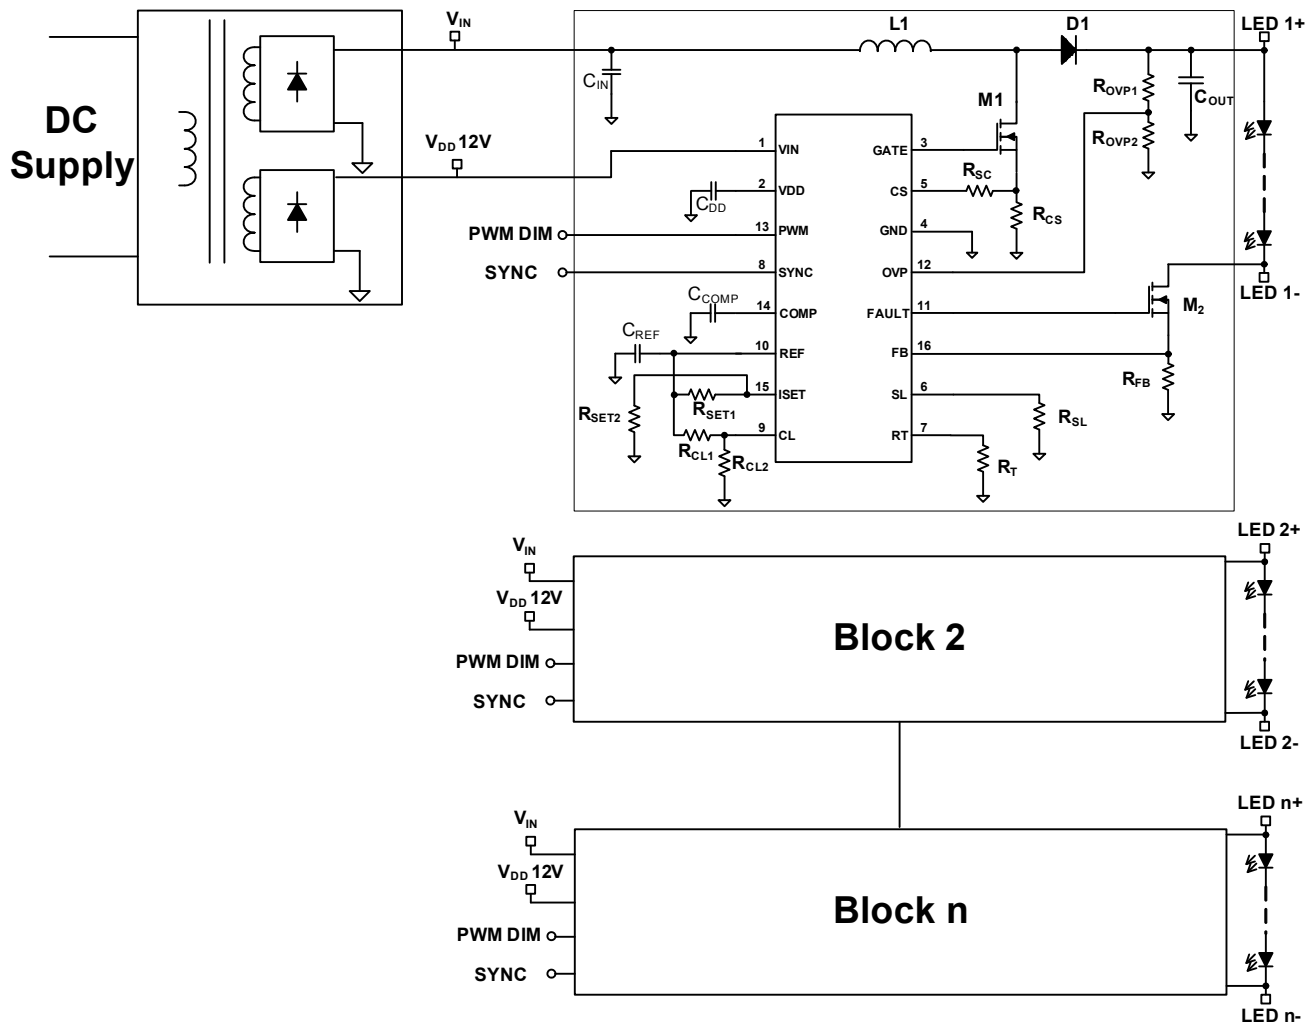 DC
Supply
VIN
VDD 12V
PWM DIM
SYNC
CIN
L1
D1
LED 1+
M1
ROVP1
ROVP2
COUT
1 VIN
GATE 3
CDD
2 VDD
CS 5
RSC
RCS
13 PWM
GND 4
8 SYNC
OVP 12
LED 1-
CCOMP
14 COMP
FAULT 11
M2
CREF
10 REF
FB 16
RFB
RSET2
RSET1
15 ISET
SL 6
RSL
RCL1
RCL2
9 CL
RT 7
RT
LED 2+
VIN
VDD 12V
PWM DIM
SYNC
Block 2
LED 2-
LED n+
VIN
VDD 12V
PWM DIM
SYNC
Block n
LED n-